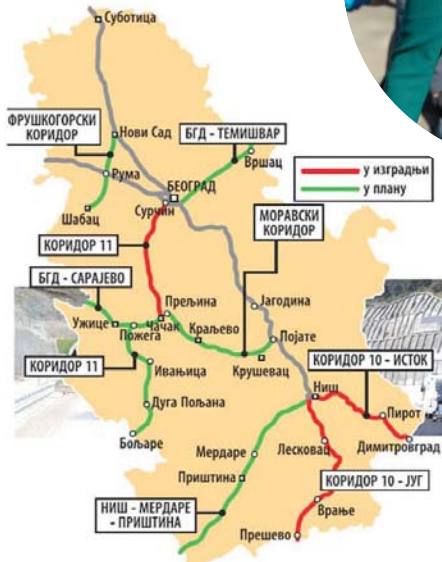 Суботица
ФРУШКОГОРСКИ
КОРИДОР
Нови Сад
БГД - ТЕМИШВАР
Вршац
Рума
БЕОГРАД
Сурчин
у изградњи
у плану
Шабац
МОРАВСКИ
КОРИДОР
КОРИДОР 11
БГД - САРАЈЕВО
Прељина
Јагодина
Ужице
Чачак
Краљево
Појате
Пожега
КОРИДОР 11
Ивањица
Крушевац
КОРИДОР 10 - ИСТОК
Ниш
Дуга Пољана
Пирот
Бољаре
Мердаре
Лесковац
Димитровград
Приштина
КОРИДОР 10 - ЈУГ
НИШ - МЕРДАРЕ
- ПРИШТИНА
Врање
Прешево